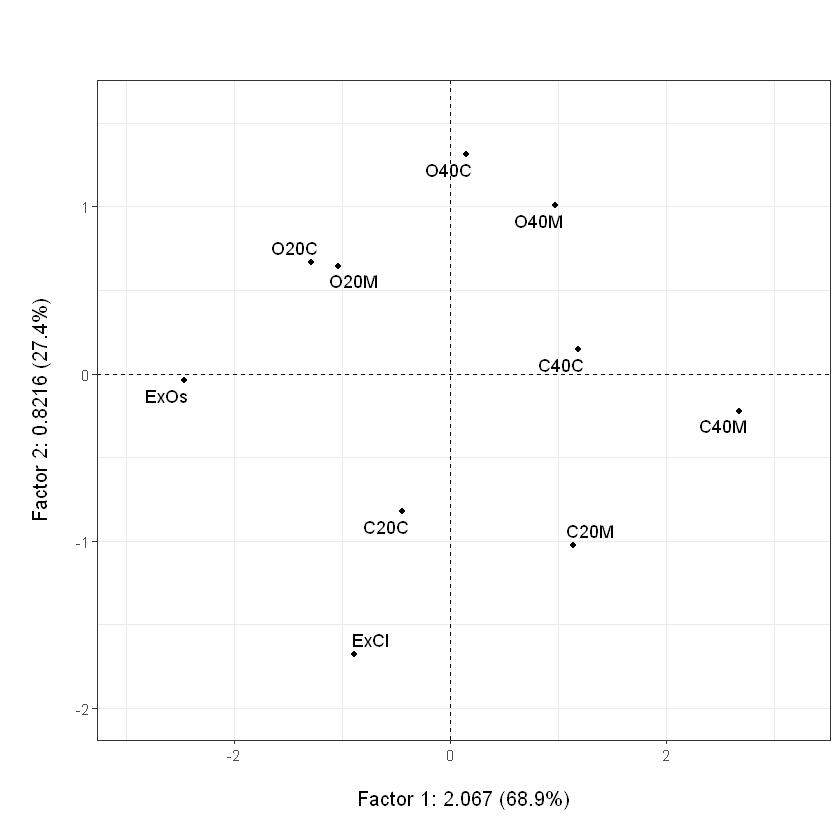 O40C
O40M
1
O20C
O20M
C40C
0
ExOs
C40M
Factor 2: 0.8216 (27.4%)
C20C
C20M
-1
ExCl
-2
-2
0
2
Factor 1: 2.067 (68.9%)